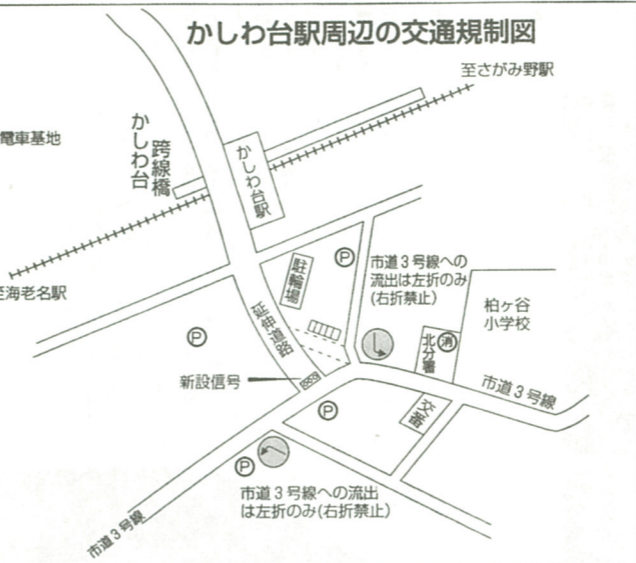 かしわ台駅周辺の交通規制図
至さがみ野駅
電車基地
かしわ台
跨線橋
かしわ台駅
至海老名駅
駐輪場
P
市道3号線への
流出は左折のみ
(右折禁止)
柏ヶ谷
小学校
P
延伸道路
消
北分署
新設信号
市道3号線
P
交番
P
市道3号線への流出
は左折のみ(右折禁止)
市道3号線